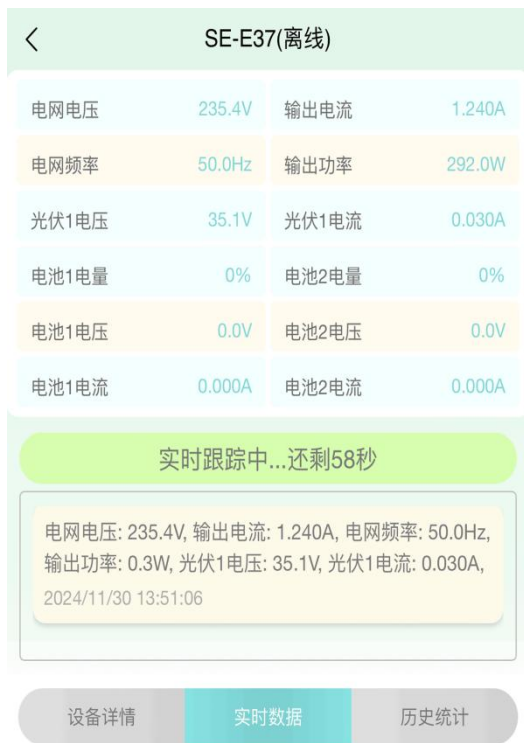 SE-E37(离线)
电网电压 235.4V 输出电流 1.240A
电网频率 50.0Hz 输出功率 292.0W
光伏1电压 35.1V 光伏1电流 0.030A
电池1电量 0% 电池2电量 0%
电池1电压 0.0V 电池2电压 0.0V
电池1电流 0.000A 电池2电流 0.000A
实时跟踪中...还剩58秒
电网电压: 235.4V, 输出电流: 1.240A, 电网频率: 50.0Hz,
输出功率: 0.3W, 光伏1电压: 35.1V, 光伏1电流: 0.030A,
2024/11/30 13:51:06
设备详情 实时数据 历史统计